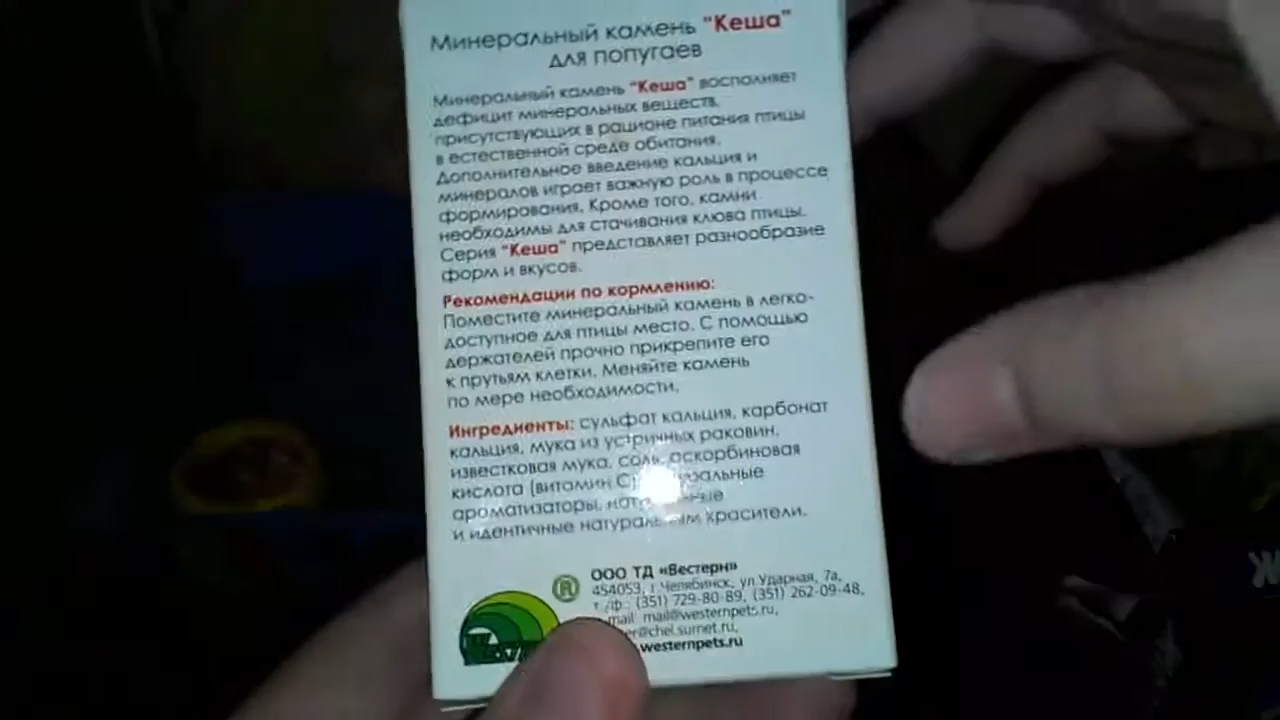 Минеральный камень "Кеша"
для попугаев
Минеральный камень "Кеша" восполняет
дефицит минеральных веществ,
присутствующих в рационе питания птицы
в естественной среде обитания.
Дополнительное введение кальция и
минералов играет важную роль в процессе
формирования. Кроме того, камни
необходимы для стачивания клюва птицы.
Серия "Кеша" представляет разнообразие
форм и вкусов.
Рекомендации по кормлению:
Поместите минеральный камень в легко-
доступное для птицы место. С помощью
держателей прочно прикрепите его
к прутьям клетки. Меняйте камень
по мере необходимости.
Ингредиенты: сульфат кальция, карбонат
кальция, мука из устричных раковин,
известковая мука, соль, аскорбиновая
кислота (витамин С),
ароматизаторы,
и идентичные натуральным красители.
ООО ТД «Вестерн»
454053, г.Челябинск, ул Ударная, 7а,
т./ф.: (351) 729-80-89, (351) 262-09-48,
mail: mail@westernpets.ru,
@chel.surnet.ru,
.westernpets.ru
®
Ж